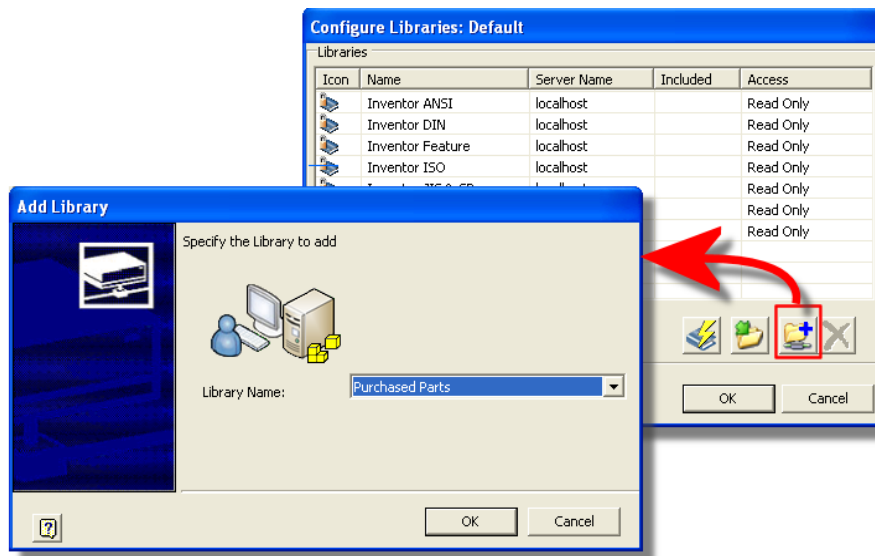 Configure Libraries: Default
Libraries
Icon Name Server Name Included Access
Inventor ANSI localhost Read Only
Inventor DIN localhost Read Only
Inventor Feature localhost Read Only
Inventor ISO localhost Read Only
Read Only
Read Only
Read Only
OK Cancel
Add Library
Specify the Library to add
Library Name: Purchased Parts
OK Cancel